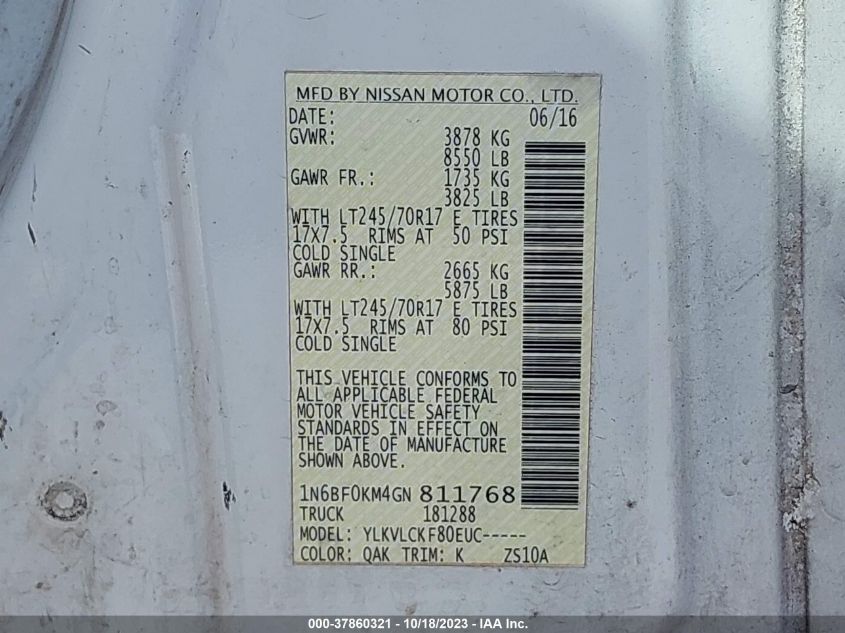 MFD BY NISSAN MOTOR CO., LTD.
DATE: 06/16
GVWR: 3878 KG
8550 LB
GAWR FR.: 1735 KG
3825 LB
WITH LT245/70R17 E TIRES
17X7.5 RIMS AT 50 PSI
COLD SINGLE
GAWR RR.: 2665 KG
5875 LB
WITH LT245/70R17 E TIRES
17X7.5 RIMS AT 80 PSI
COLD SINGLE
THIS VEHICLE CONFORMS TO
ALL APPLICABLE FEDERAL
MOTOR VEHICLE SAFETY
STANDARDS IN EFFECT ON
THE DATE OF MANUFACTURE
SHOWN ABOVE.
1N6BF0KM4GN 811768
TRUCK 181288
MODEL: YLKVLCKF80EUC-----
COLOR: QAK TRIM: K ZS10A
000-37860321 - 10/18/2023 - IAA Inc.